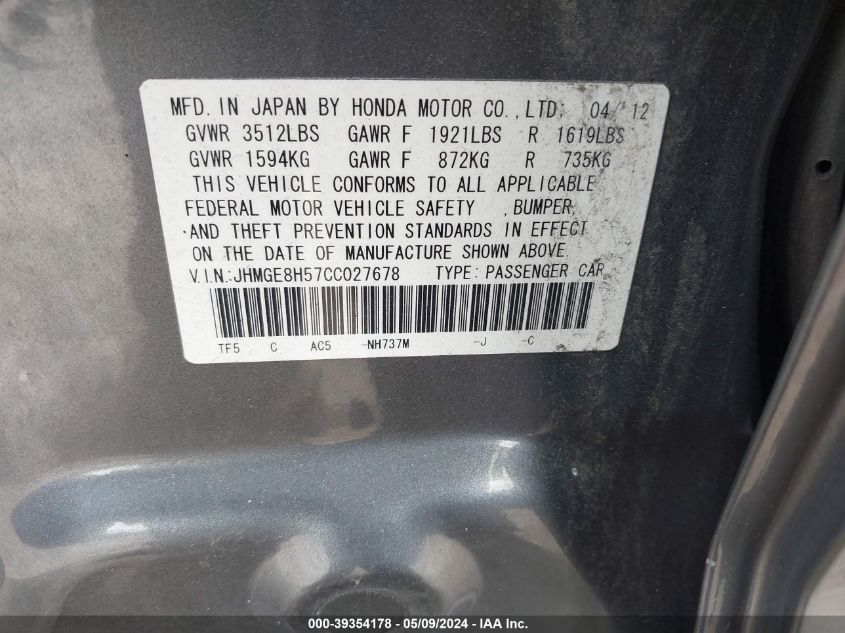 MFD. IN JAPAN BY HONDA MOTOR CO.,LTD. 04/'12
GVWR 3512LBS GAWR F 1921LBS R 1619LBS
GVWR 1594KG GAWR F 872KG R 735KG
THIS VEHICLE CONFORMS TO ALL APPLICABLE
FEDERAL MOTOR VEHICLE SAFETY ,BUMPER,
AND THEFT PREVENTION STANDARDS IN EFFECT
ON THE DATE OF MANUFACTURE SHOWN ABOVE
V.I.N.:JHMGE8H57CC027678 TYPE: PASSENGER CAR
TF5 C AC5 -NH737M -J -C
000-39354178 - 05/09/2024 - IAA Inc.